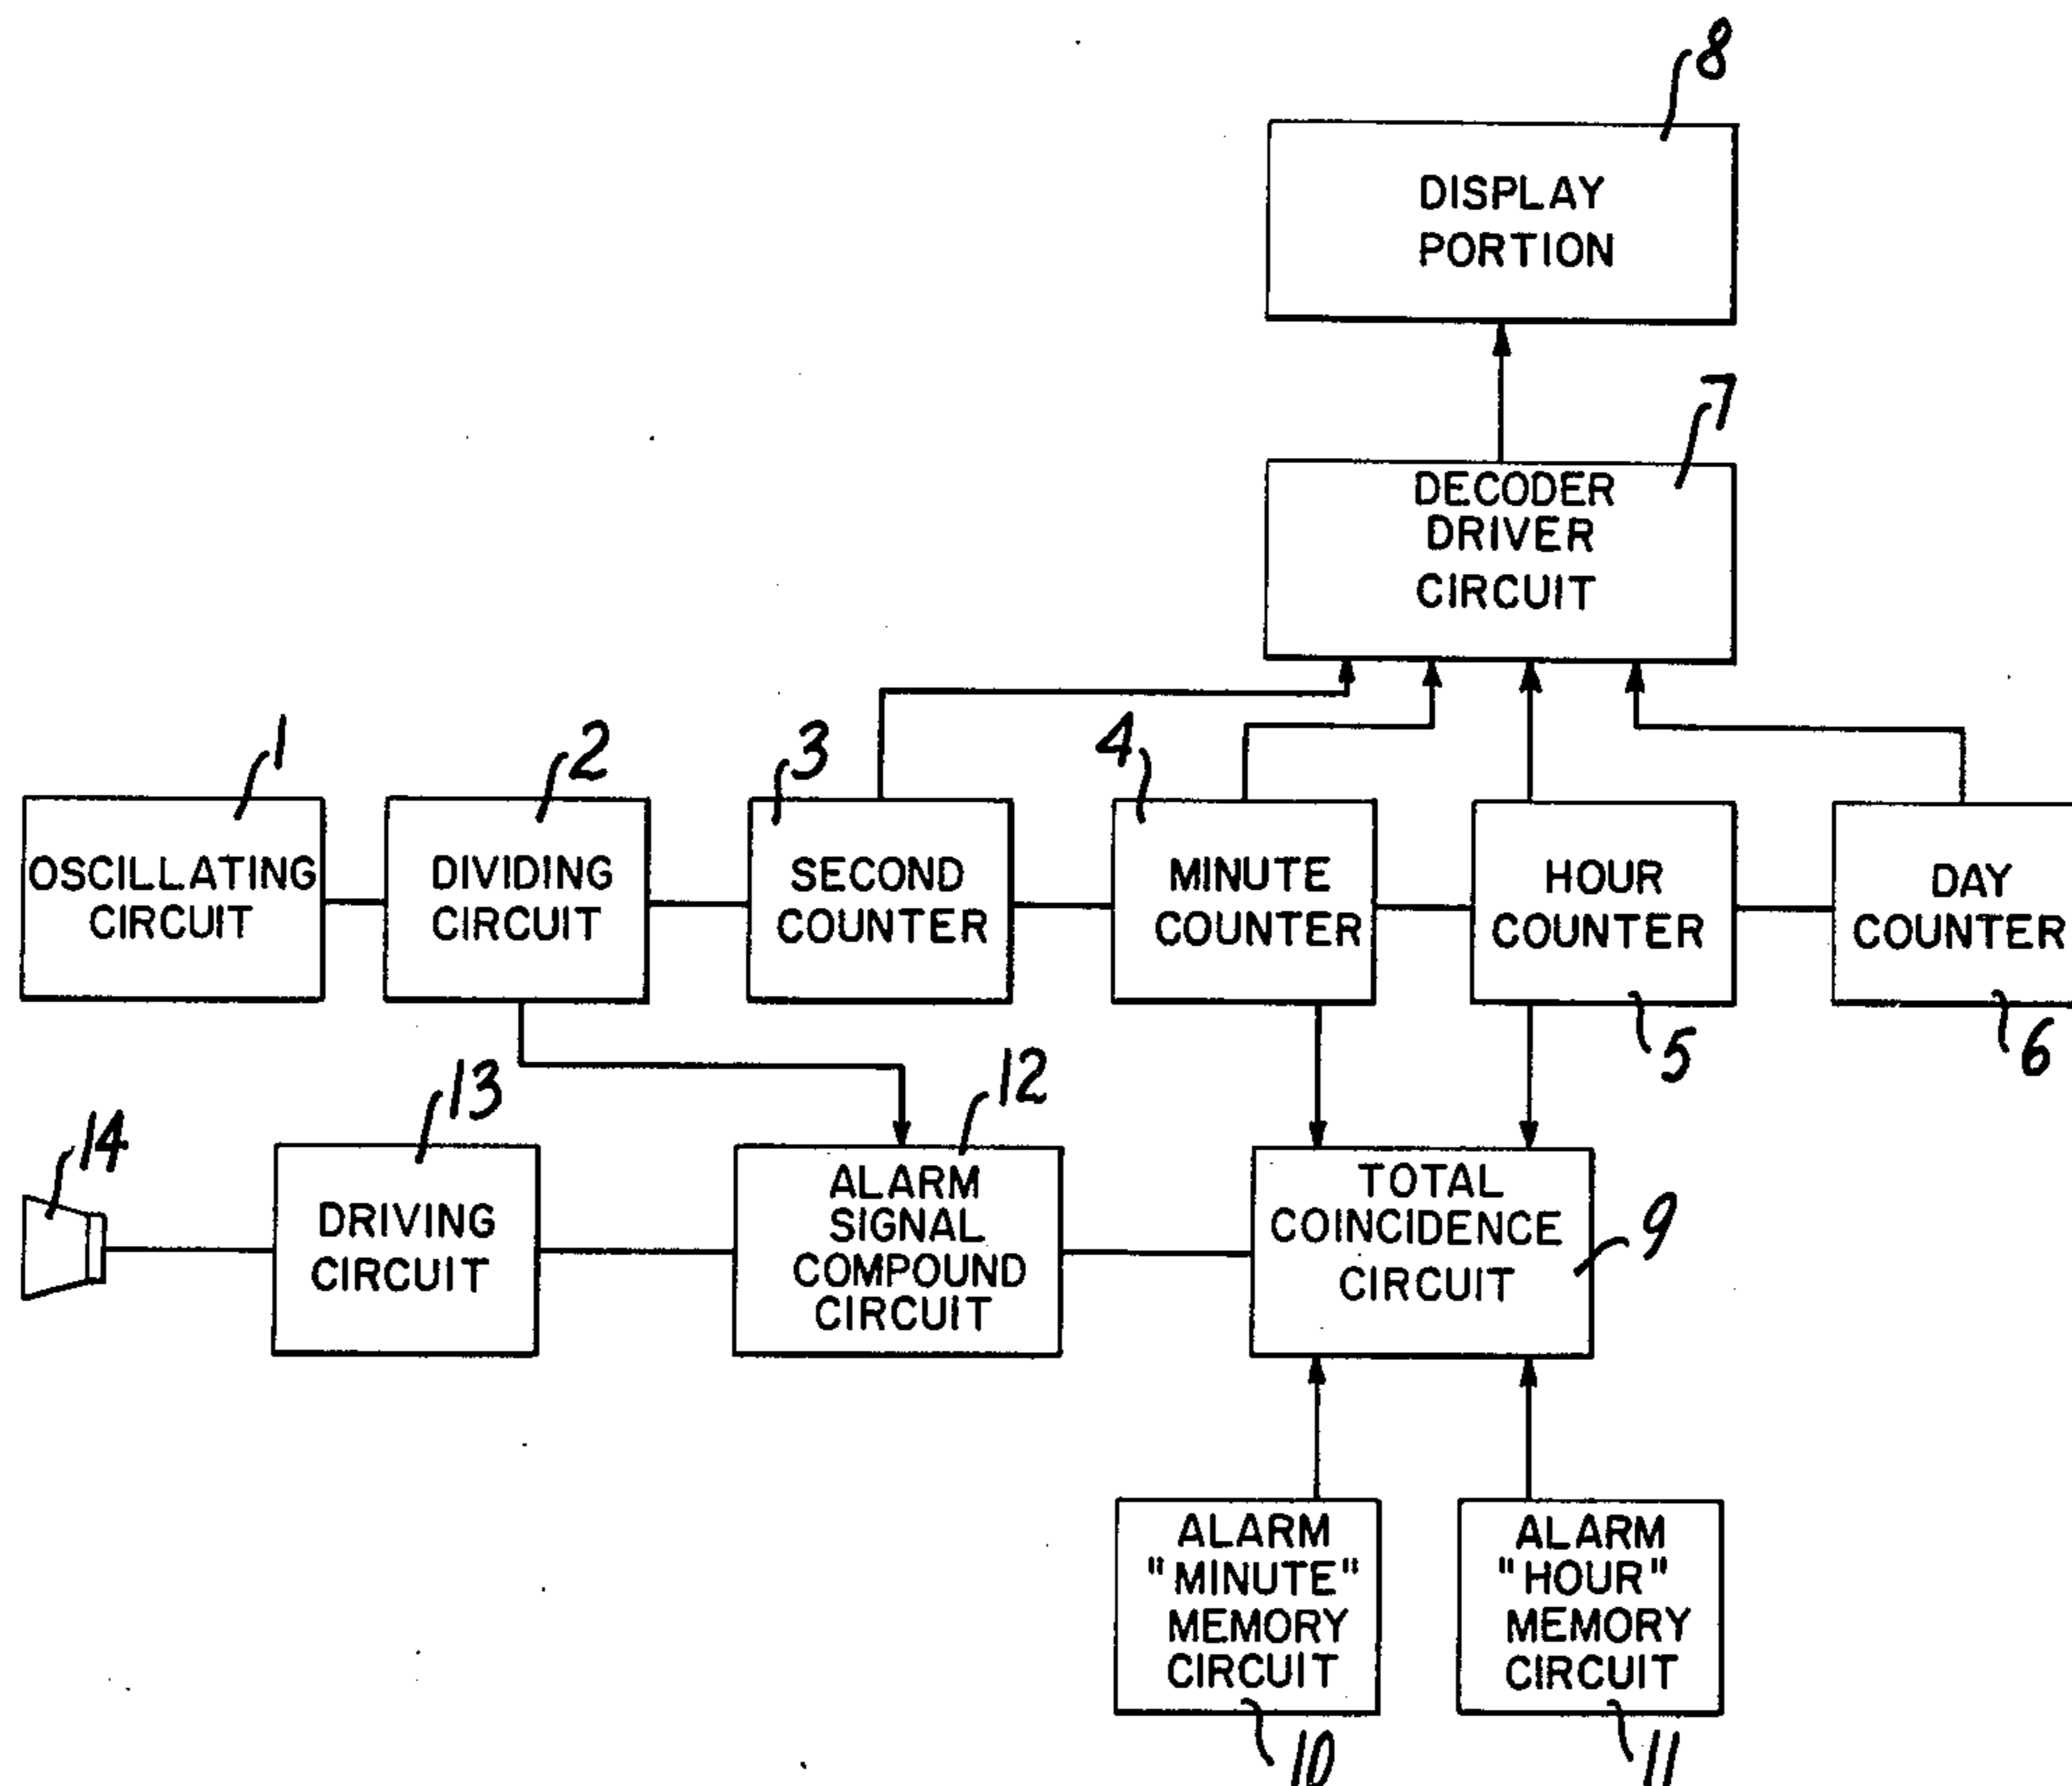 8
DISPLAY
PORTION
7
DECODER
DRIVER
CIRCUIT
1
OSCILLATING
CIRCUIT
2
DIVIDING
CIRCUIT
3
SECOND
COUNTER
4
MINUTE
COUNTER
HOUR
COUNTER
5
DAY
COUNTER
6
14
13
DRIVING
CIRCUIT
12
ALARM
SIGNAL
COMPOUND
CIRCUIT
TOTAL
COINCIDENCE
CIRCUIT
9
ALARM
"MINUTE"
MEMORY
CIRCUIT
10
ALARM
"HOUR"
MEMORY
CIRCUIT
11